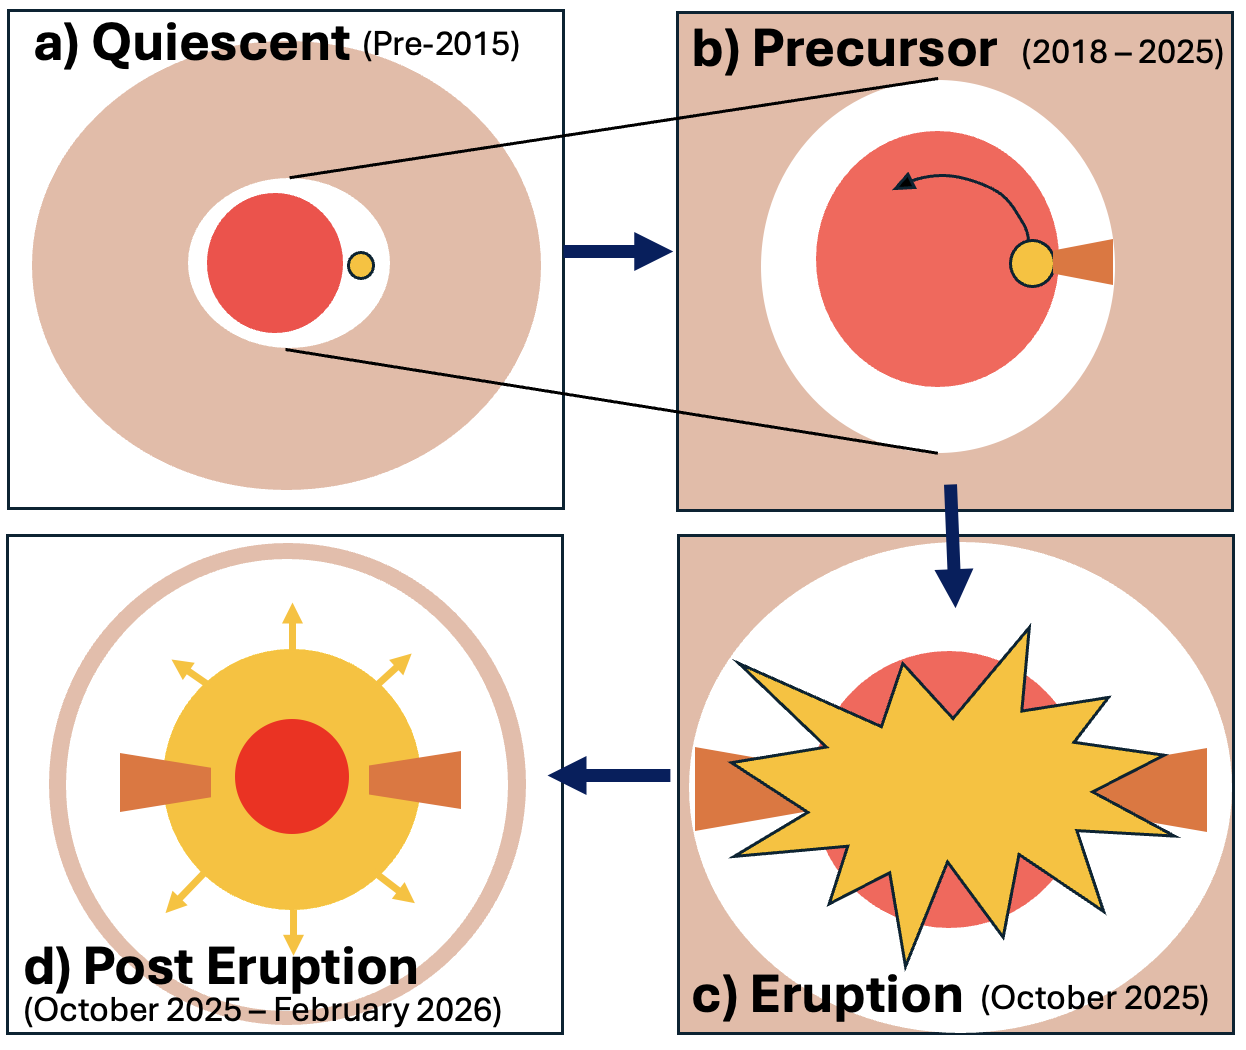 a) Quiescent (Pre-2015)
b) Precursor (2018 – 2025)
d) Post Eruption
(October 2025 – February 2026)
c) Eruption (October 2025)